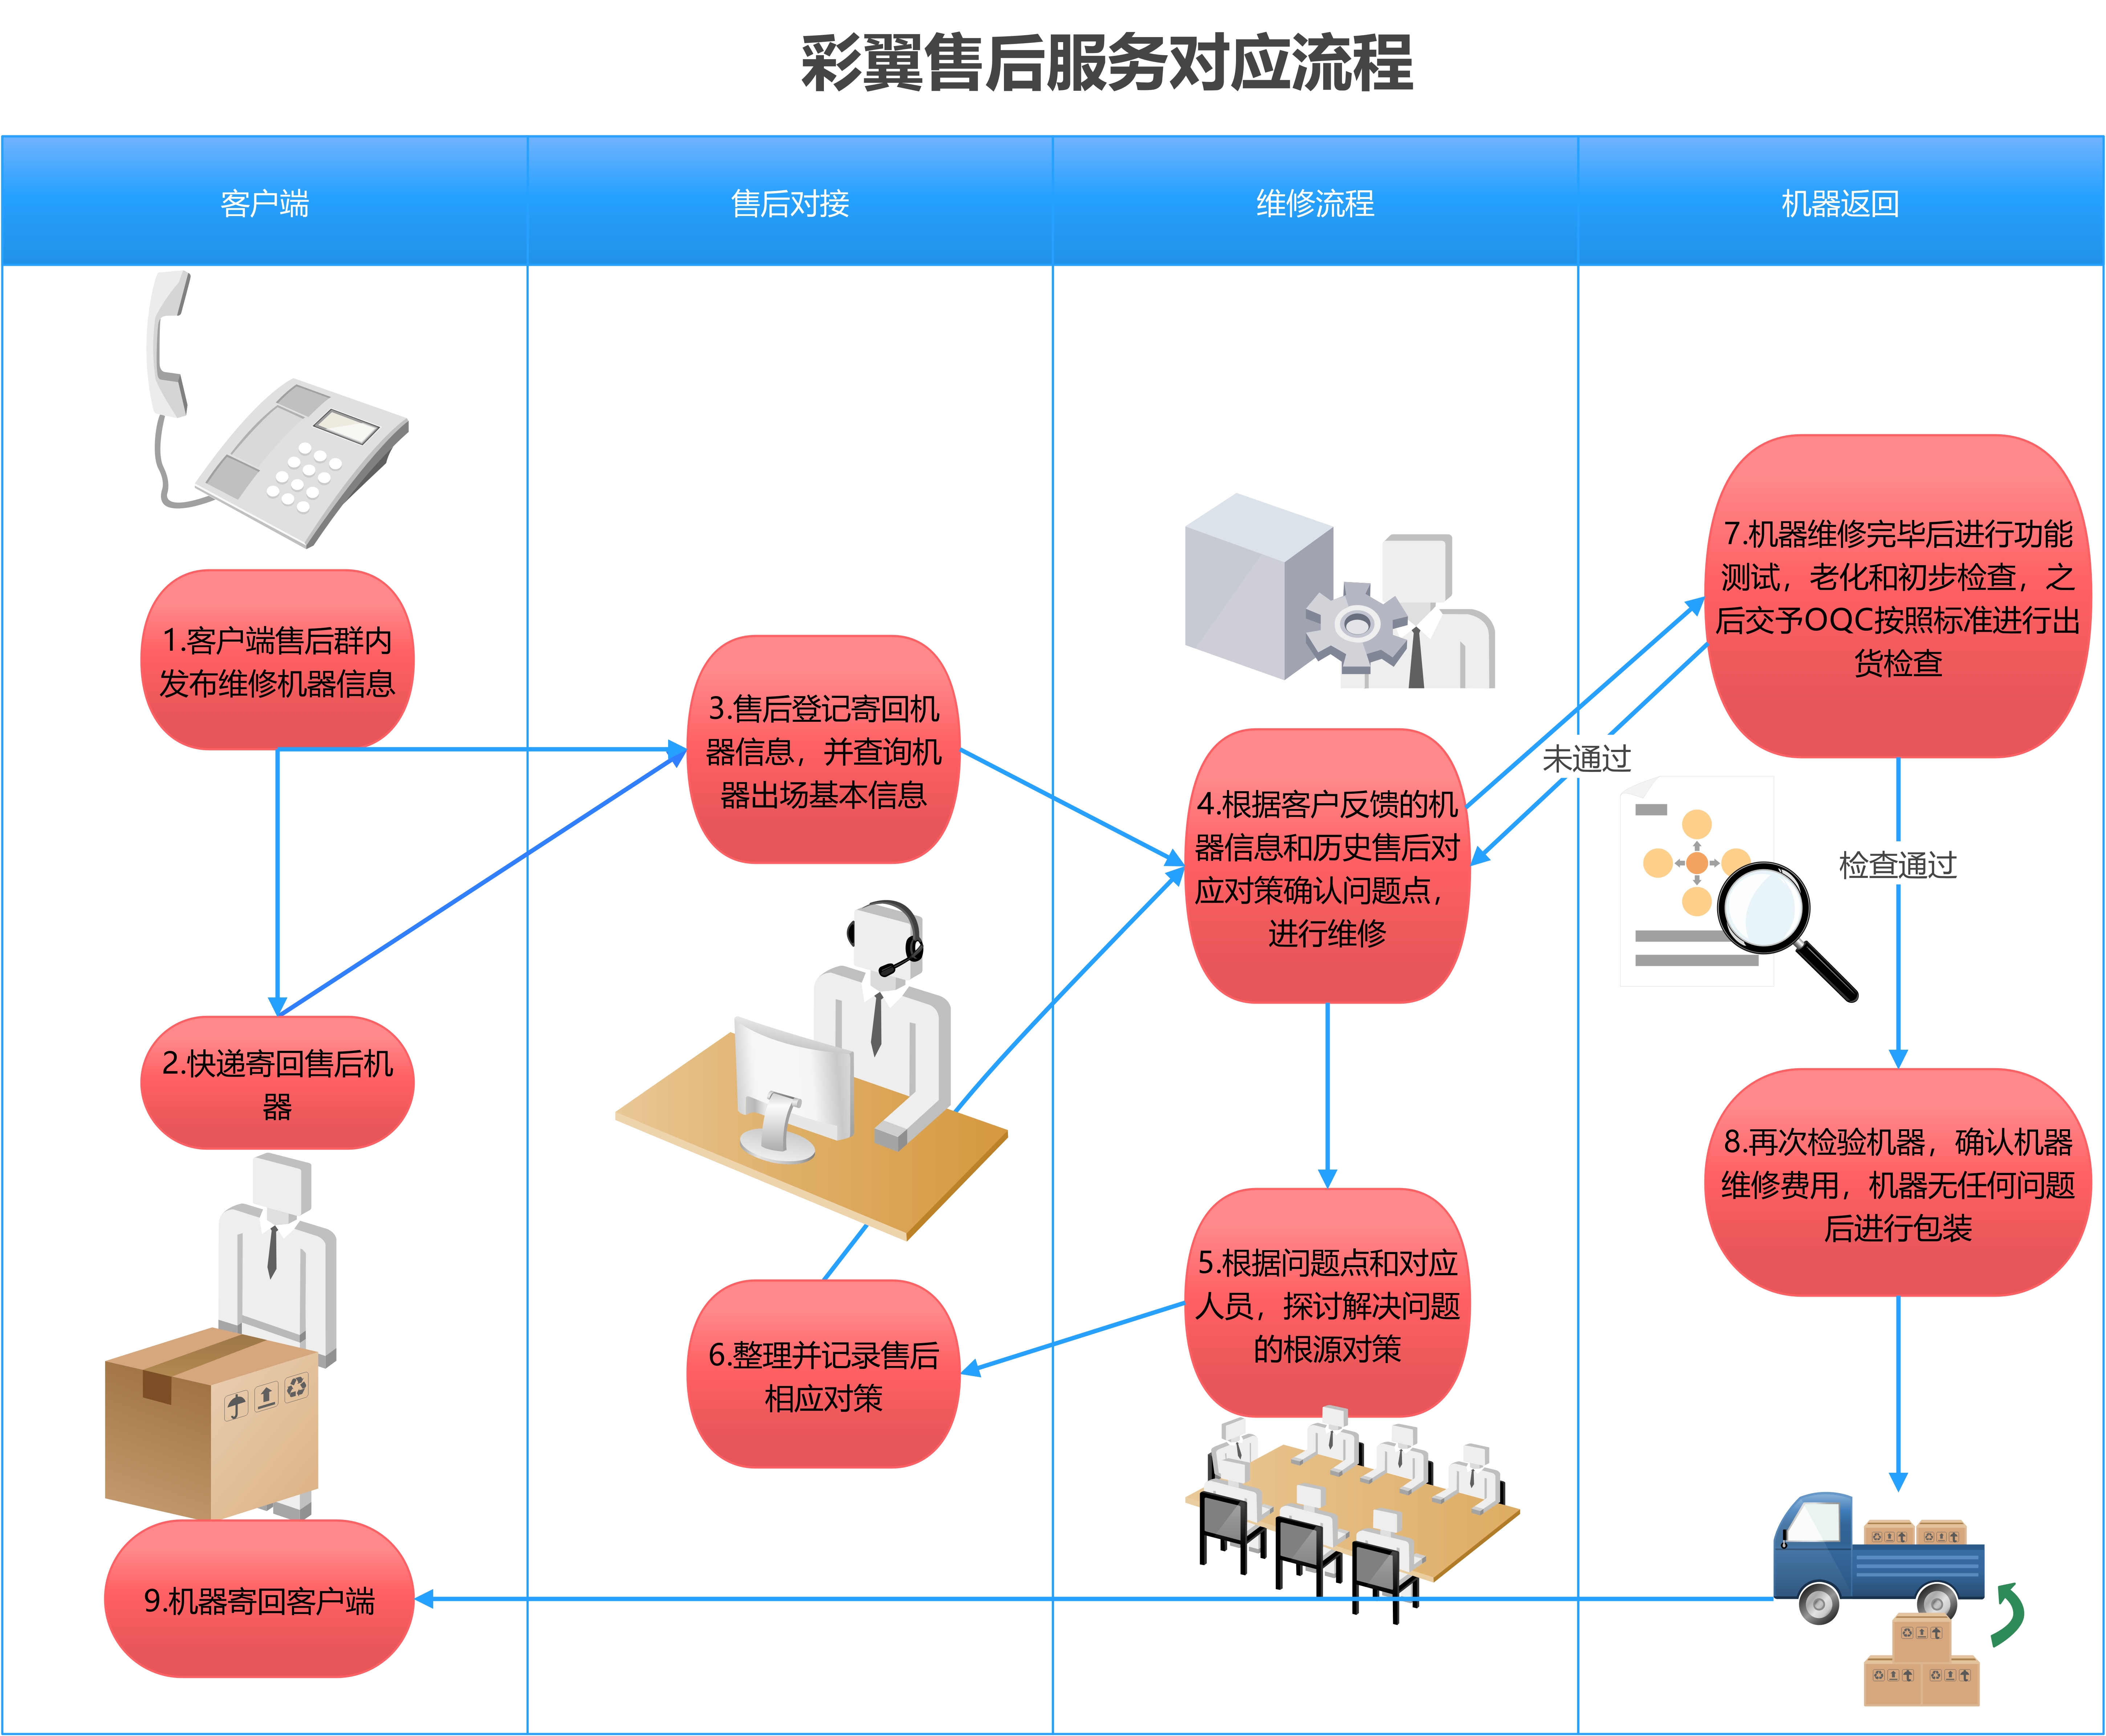 彩翼售后服务对应流程
客户端
售后对接
维修流程
机器返回
1.客户端售后群内
发布维修机器信息
2.快递寄回售后机
器
3.售后登记寄回机
器信息，并查询机
器出场基本信息
4.根据客户反馈的机
器信息和历史售后对
应对策确认问题点，
进行维修
5.根据问题点和对应
人员，探讨解决问题
的根源对策
6.整理并记录售后
相应对策
7.机器维修完毕后进行功能
测试，老化和初步检查，之
后交予OQC按照标准进行出
货检查
未通过
检查通过
8.再次检验机器，确认机器
维修费用，机器无任何问题
后进行包装
9.机器寄回客户端